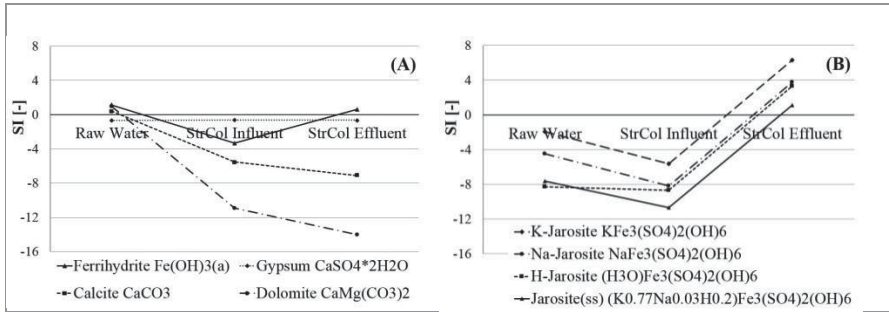 8
4
0
-4
-8
-12
-16
SI [-]
(A)
Raw Water StrCol Influent StrCol Effluent
Ferrihydrite Fe(OH)3(a) Gypsum CaSO4*2H2O
Calcite CaCO3 Dolomite CaMg(CO3)2
8
4
0
-4
-8
-12
-16
SI [-]
(B)
Raw Water StrCol Influent StrCol Effluent
K-Jarosite KFe3(SO4)2(OH)6
Na-Jarosite NaFe3(SO4)2(OH)6
H-Jarosite (H3O)Fe3(SO4)2(OH)6
Jarosite(ss) (K0.77Na0.03H0.2)Fe3(SO4)2(OH)6